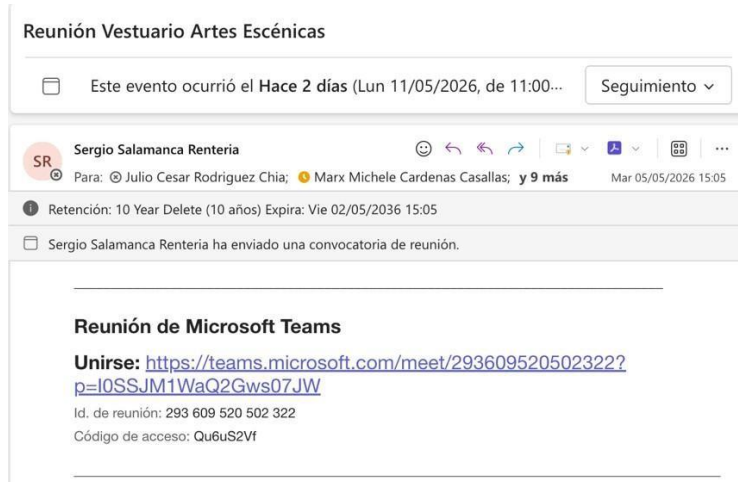 Reunión Vestuario Artes Escénicas
Este evento ocurrió el Hace 2 días (Lun 11/05/2026, de 11:00...
Seguimiento
SR
Sergio Salamanca Renteria
Para: Julio Cesar Rodriguez Chia; Marx Michele Cardenas Casallas; y 9 más
Mar 05/05/2026 15:05
Retención: 10 Year Delete (10 años) Expira: Vie 02/05/2036 15:05
Sergio Salamanca Renteria ha enviado una convocatoria de reunión.
Reunión de Microsoft Teams
Unirse: https://teams.microsoft.com/meet/293609520502322?
p=I0SSJM1WaQ2Gws07JW
Id. de reunión: 293 609 520 502 322
Código de acceso: Qu6uS2Vf